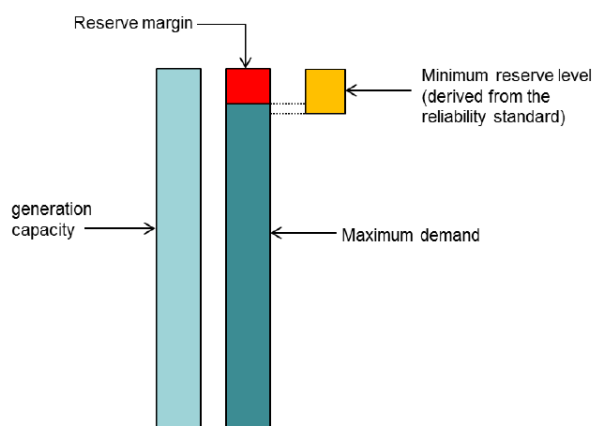 Reserve margin
Minimum reserve level
(derived from the
reliability standard)
generation
capacity
Maximum demand